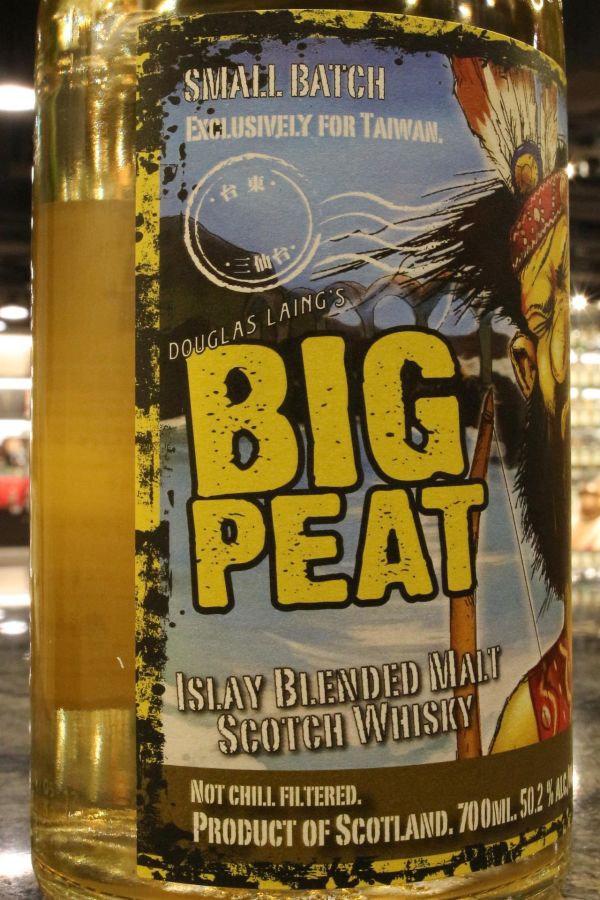 SMALL BATCH
EXCLUSIVELY FOR TAIWAN.
·台東·
·三仙台·
DOUGLAS LAING'S
BIG
PEAT
ISLAY BLENDED MALT
SCOTCH WHISKY
NOT CHILL FILTERED.
PRODUCT OF SCOTLAND. 700ML. 50.2 % ALC.